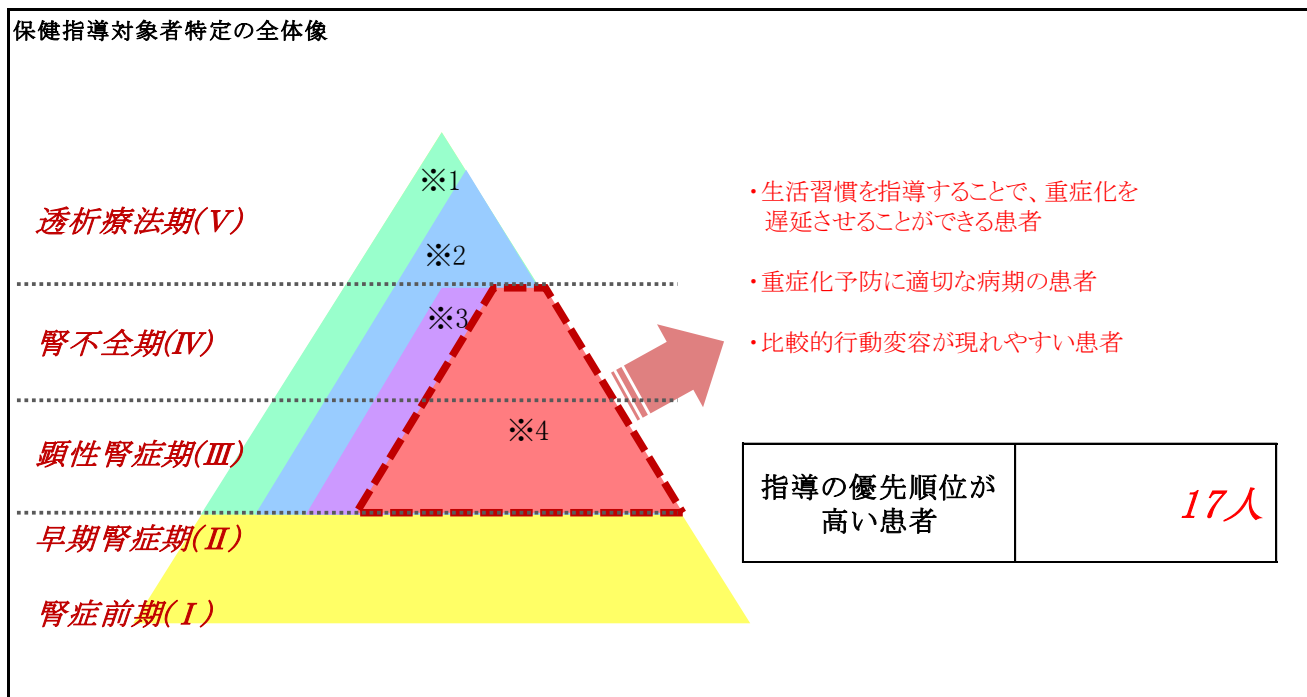 保健指導対象者特定の全体像
※1
透析療法期(Ⅴ)
※2
腎不全期(Ⅳ)
※3
顕性腎症期(Ⅲ)
※4
早期腎症期(Ⅱ)
腎症前期(Ⅰ)
・生活習慣を指導することで、重症化を
遅延させることができる患者
・重症化予防に適切な病期の患者
・比較的行動変容が現れやすい患者
指導の優先順位が
高い患者
17人